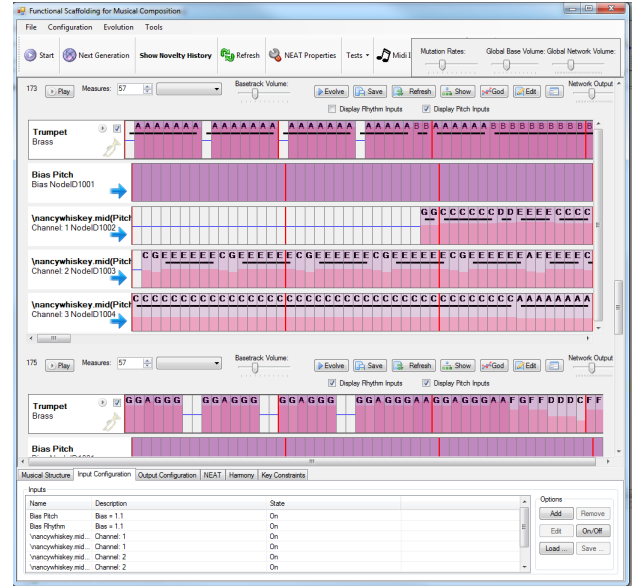 Functional Scaffolding for Musical Composition
File Configuration Evolution Tools
Start Next Generation Show Novelty History Refresh NEAT Properties Tests Midi I
Mutation Rates: Global Base Volume: Global Network Volume:
173 Play Measures: 57 Basetrack Volume: Evolve Save Refresh Show God Edit Network Output
Display Rhythm Inputs Display Pitch Inputs
Trumpet
Brass
A A A A A A A A A A A A A A A A A A A A A A A A A A B B A A A A A A B B B B B B B
Bias Pitch
Bias NodeID1001
\nancywhiskey.mid(Pitch
Channel: 1 NodeID1002
G G C C C C C C D D E E E E C C C C
\nancywhiskey.mid(Pitch
Channel: 2 NodeID1003
C G E E E E E E C G E E E E E E C G E E E E E E C G E E E E E E C G E E E E E E A E E E E E C
\nancywhiskey.mid(Pitch
Channel: 3 NodeID1004
C C C C C C C C C C C C C C C C C C C C C C C C C C C C C C C C C C C C C C C A A A A A A A A
175 Play Measures: 57 Basetrack Volume: Evolve Save Refresh Show God Edit Network Output
Display Rhythm Inputs Display Pitch Inputs
Trumpet
Brass
G G A G G G G G A G G G G G A G G G G G A G G G A A G G A G G G A A F G F F D D D C F F
Bias Pitch
Musical Structure Input Configuration Output Configuration NEAT Harmony Key Constraints
Inputs
Name Description State
Bias Pitch Bias = 1.1 On
Bias Rhythm Bias = 1.1 On
\nancywhiskey.mid... Channel: 1 On
\nancywhiskey.mid... Channel: 1 On
\nancywhiskey.mid... Channel: 2 On
\nancywhiskey.mid... Channel: 2 On
Options
Add Remove
Edit On/Off
Load ... Save ...